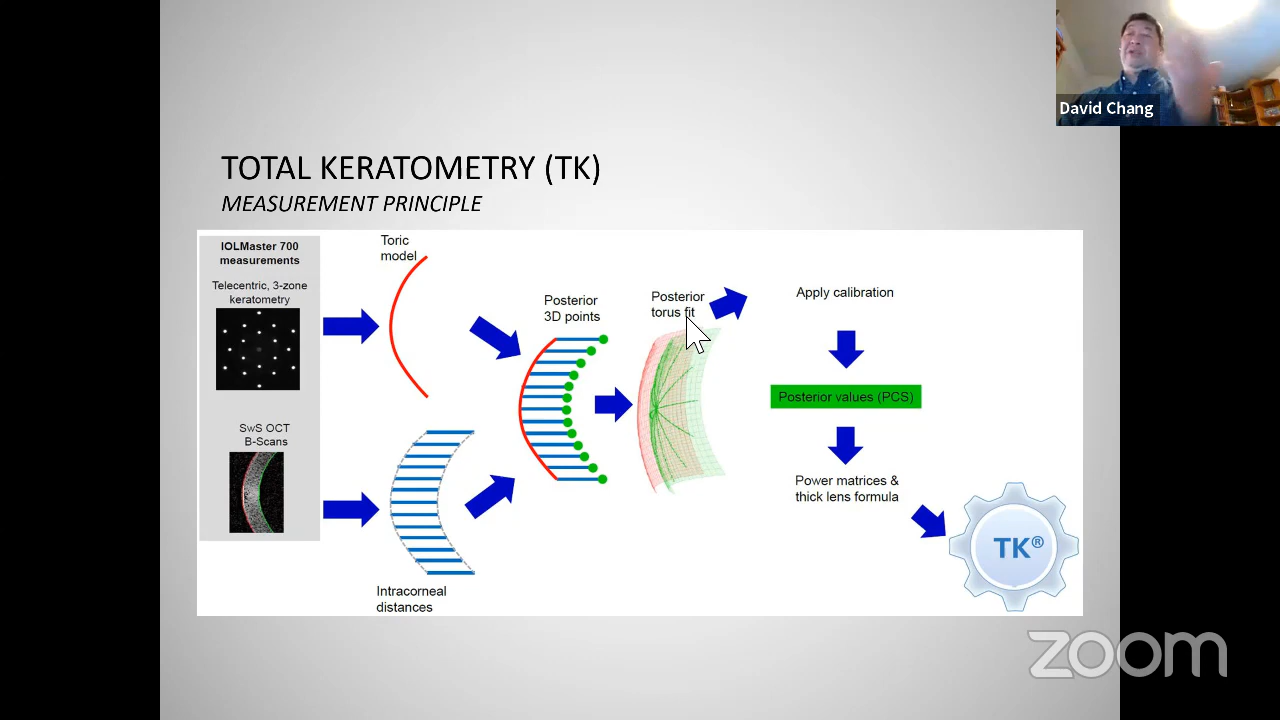 David Chang
TOTAL KERATOMETRY (TK)
MEASUREMENT PRINCIPLE
IOLMaster 700
measurements
Telecentric, 3-zone
keratometry
SwS OCT
B-Scans
Toric
model
Intracorneal
distances
Posterior
3D points
Posterior
torus fit
Apply calibration
Posterior values (PCS)
Power matrices &
thick lens formula
TK®
zoom